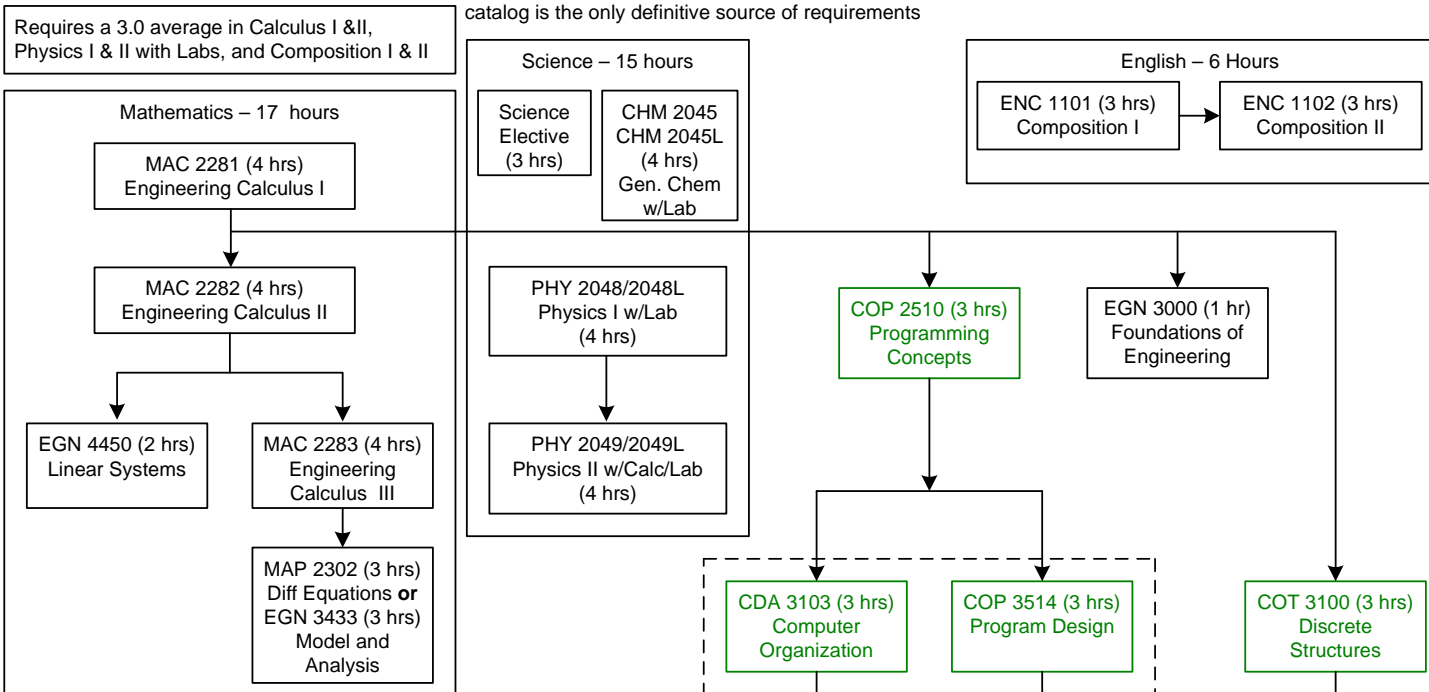 catalog is the only definitive source of requirements
Requires a 3.0 average in Calculus I &II,
Physics I & II with Labs, and Composition I & II
Mathematics – 17 hours
MAC 2281 (4 hrs)
Engineering Calculus I
MAC 2282 (4 hrs)
Engineering Calculus II
EGN 4450 (2 hrs)
Linear Systems
MAC 2283 (4 hrs)
Engineering
Calculus III
MAP 2302 (3 hrs)
Diff Equations or
EGN 3433 (3 hrs)
Model and
Analysis
Science – 15 hours
Science
Elective
(3 hrs)
CHM 2045
CHM 2045L
(4 hrs)
Gen. Chem
w/Lab
PHY 2048/2048L
Physics I w/Lab
(4 hrs)
PHY 2049/2049L
Physics II w/Calc/Lab
(4 hrs)
English – 6 Hours
ENC 1101 (3 hrs)
Composition I
ENC 1102 (3 hrs)
Composition II
COP 2510 (3 hrs)
Programming
Concepts
EGN 3000 (1 hr)
Foundations of
Engineering
CDA 3103 (3 hrs)
Computer
Organization
COP 3514 (3 hrs)
Program Design
COT 3100 (3 hrs)
Discrete
Structures